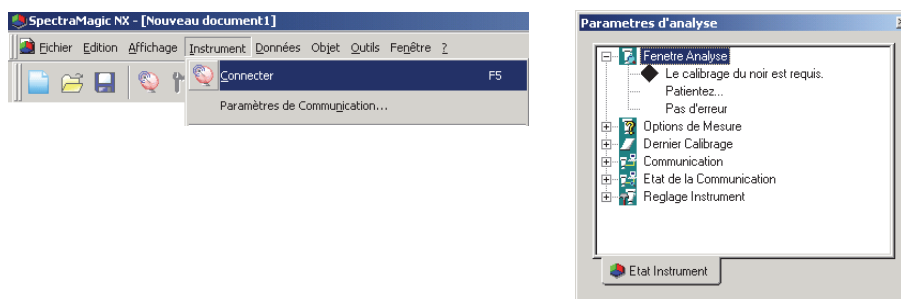 SpectraMagic NX - [Nouveau document1]
Fichier Edition Affichage Instrument Données Objet Outils Fenêtre ?
Connecter F5
Paramètres de Communication...
Parametres d'analyse
Fenetre Analyse
Le calibrage du noir est requis.
Patientez...
Pas d'erreur
Options de Mesure
Dernier Calibrage
Communication
Etat de la Communication
Reglage Instrument
Etat Instrument